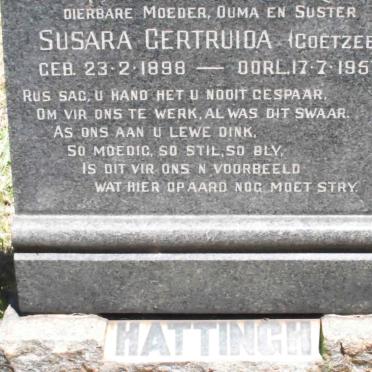 DIERBARE MOEDER, OUMA EN SUSTER
SUSARA GERTRUIDA (GOETZEE
GEB. 23-2-1898 — OORL. 17-7-195
RUS SAG, U HAND HET U NOOIT GESPAAR,
OM VIR ONS TE WERK, AL WAS DIT SWAAR.
AS ONS AAN U LEWE DINK,
SO MOEDIG, SO STIL, SO BLY,
IS DIT VIR ONS 'N VOORBEELD
WAT HIER OP AARD NOG MOET STRY.
HATTINGH